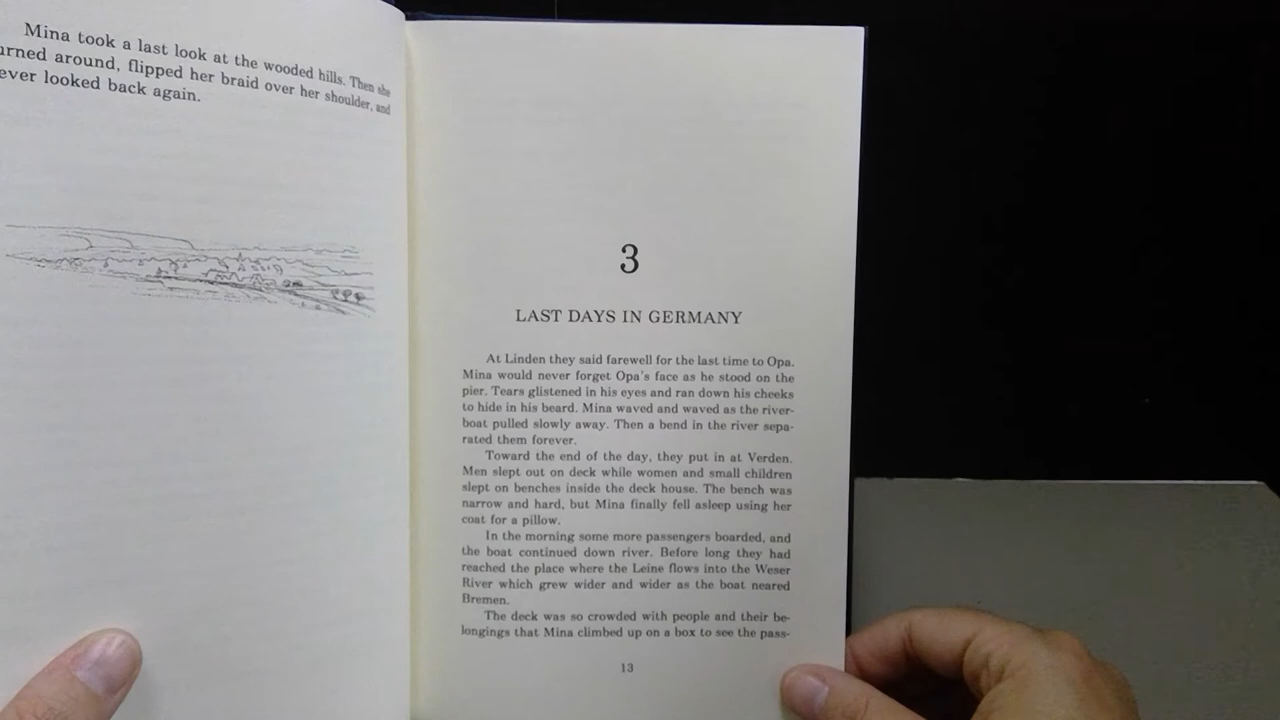 Mina took a last look at the wooded hills. Then she
urned around, flipped her braid over her shoulder, and
ever looked back again.
3
LAST DAYS IN GERMANY
At Linden they said farewell for the last time to Opa.
Mina would never forget Opa's face as he stood on the
pier. Tears glistened in his eyes and ran down his cheeks
to hide in his beard. Mina waved and waved as the river-
boat pulled slowly away. Then a bend in the river sepa-
rated them forever.
Toward the end of the day, they put in at Verden.
Men slept out on deck while women and small children
slept on benches inside the deck house. The bench was
narrow and hard, but Mina finally fell asleep using her
coat for a pillow.
In the morning some more passengers boarded, and
the boat continued down river. Before long they had
reached the place where the Leine flows into the Weser
River which grew wider and wider as the boat neared
Bremen.
The deck was so crowded with people and their be-
longings that Mina climbed up on a box to see the pass-
13